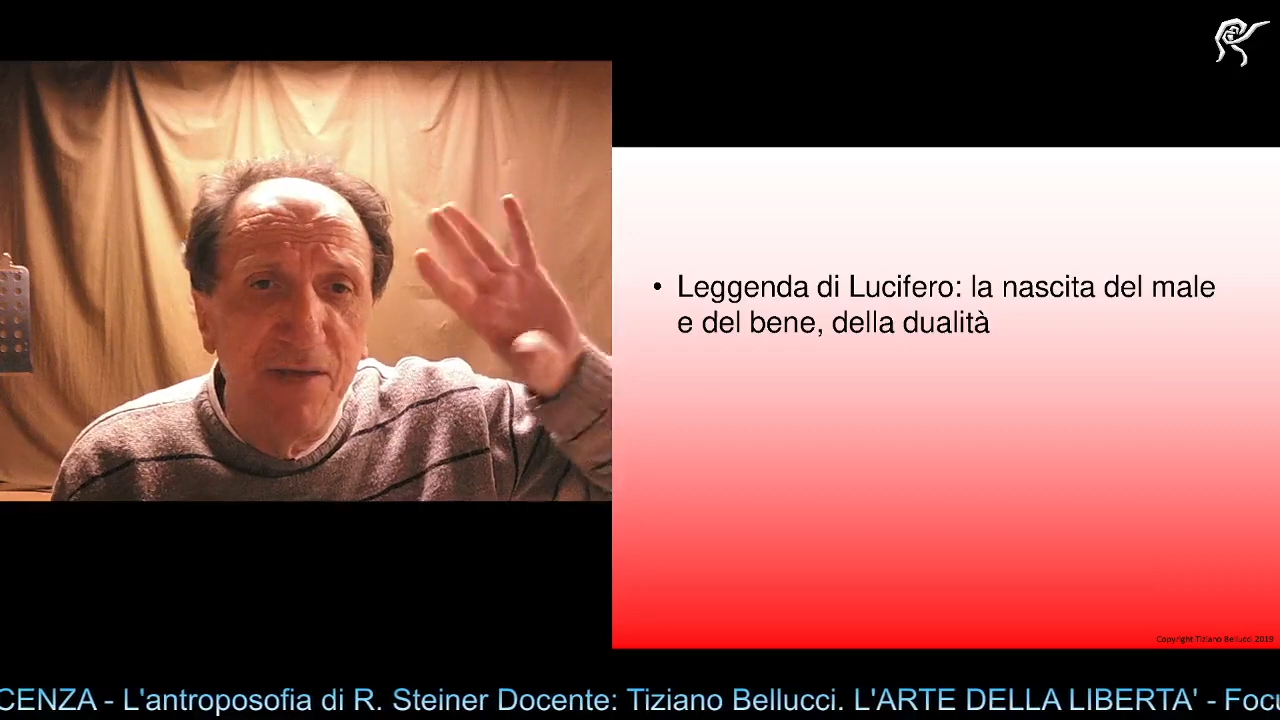 • Leggenda di Lucifero: la nascita del male
e del bene, della dualità
Copyright Tiziano Bellucci 2019
CENZA - L'antroposofia di R. Steiner Docente: Tiziano Bellucci. L'ARTE DELLA LIBERTA' - Focu